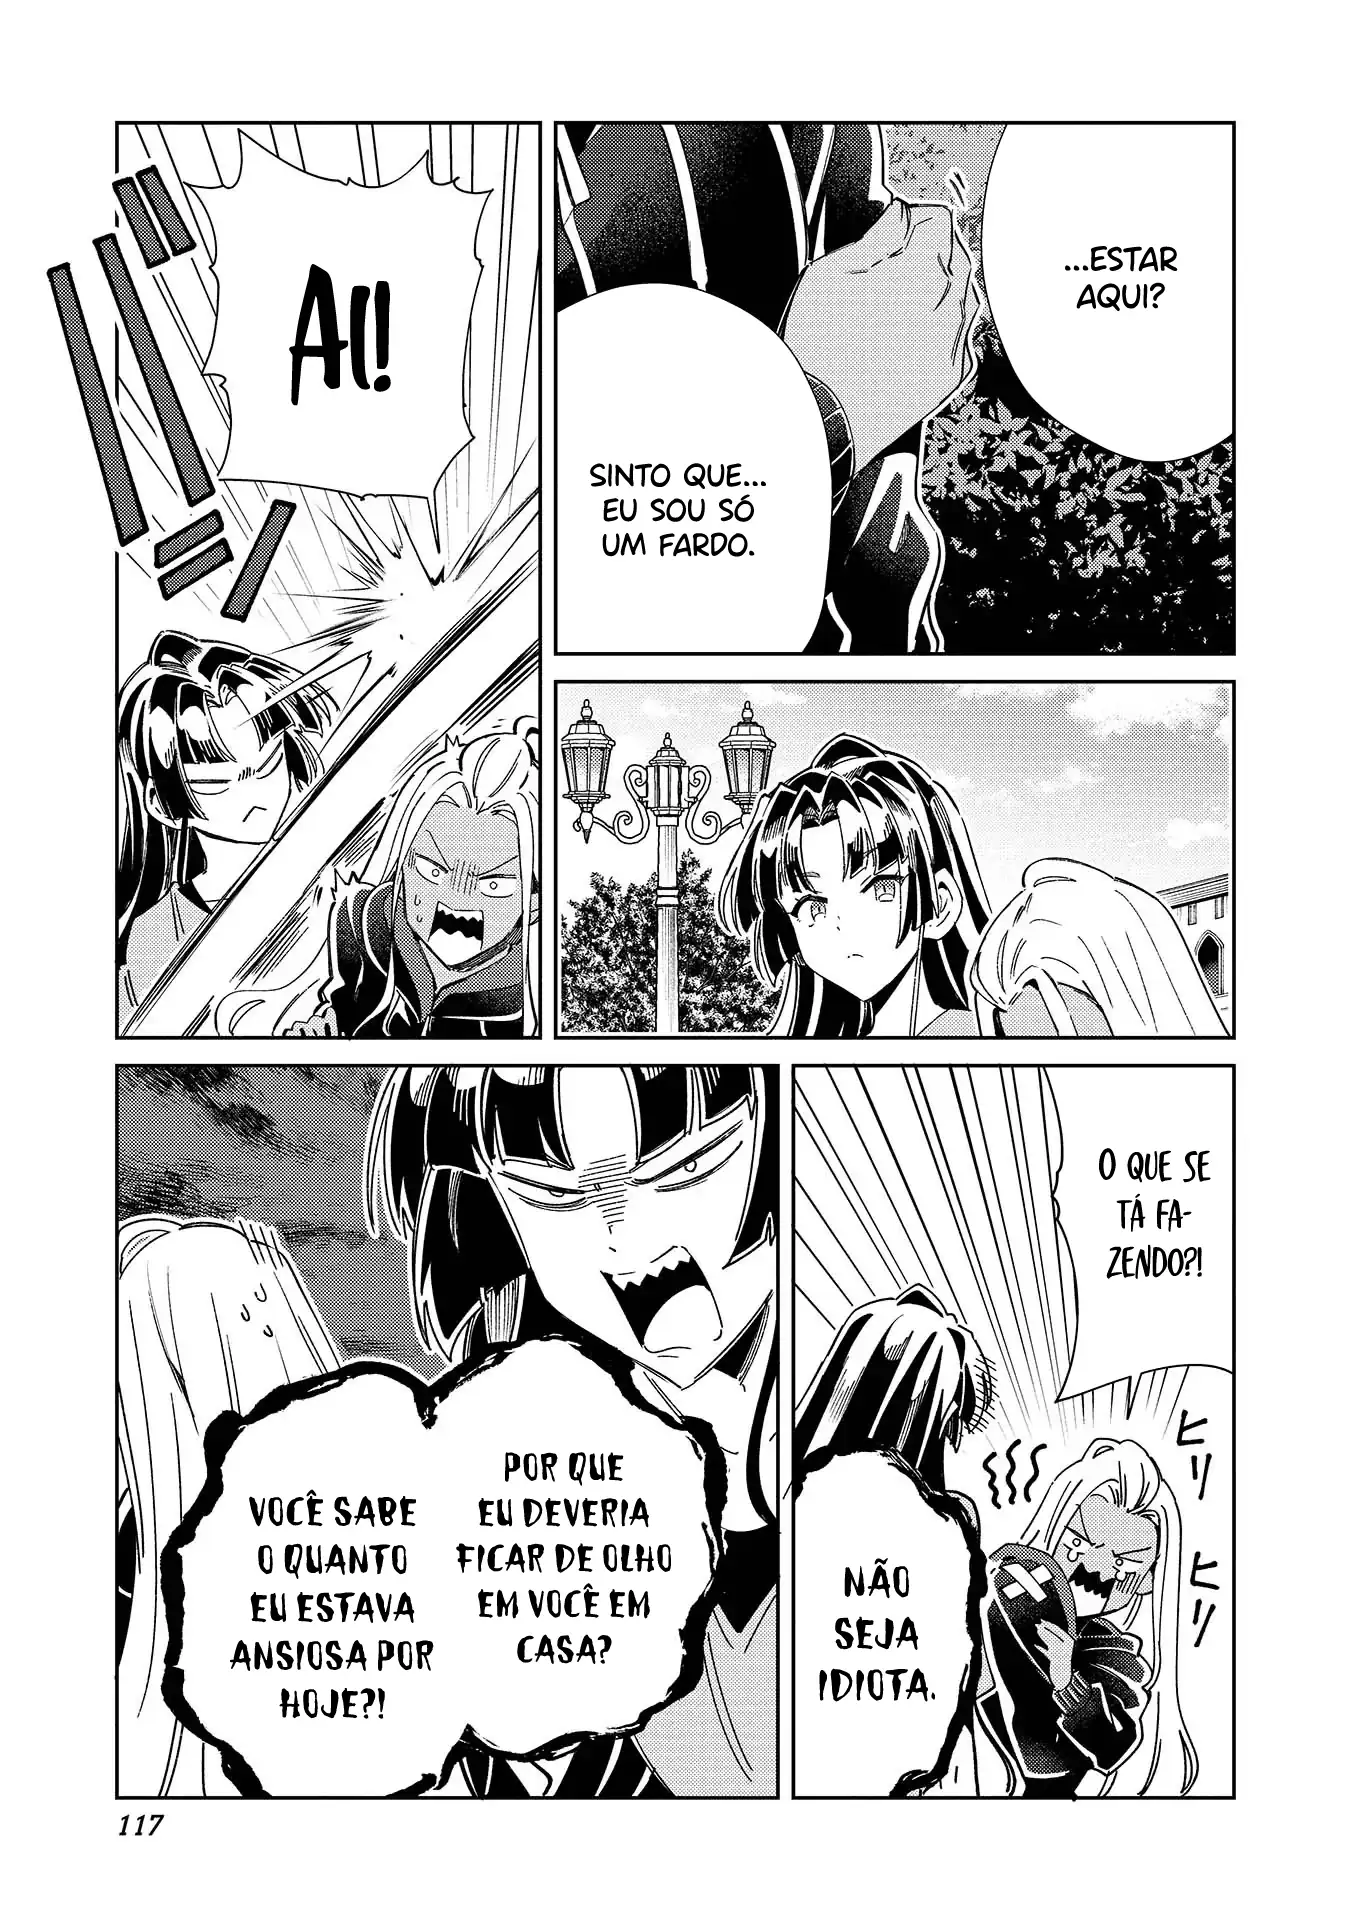 ...ESTAR
AQUI?
SINTO QUE...
EU SOU SÓ
UM FARDO.
AI!
O QUE SE
TÁ FA-
ZENDO?!
ヒリ
ヒリ
NÃO
SEJA
IDIOTA.
POR QUE
EU DEVERIA
FICAR DE OLHO
EM VOCÊ EM
CASA?
VOCÊ SABE
O QUANTO
EU ESTAVA
ANSIOSA POR
HOJE?!
117